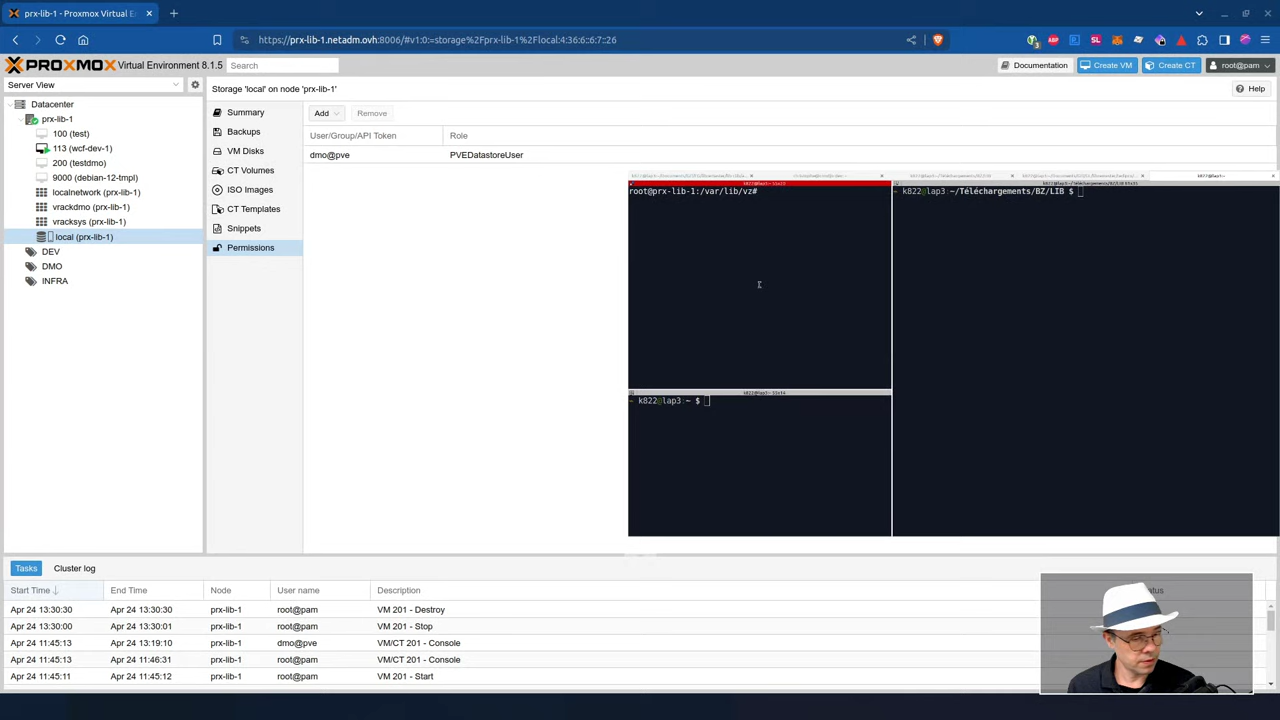 prx-lib-1 - Proxmox Virtual E
https://prx-lib-1.netadm.ovh:8006/#v1:0:=storage%2Fprx-lib-1%2Flocal:4:36:6:6:7::26
PROXMOX Virtual Environment 8.1.5 Search Documentation Create VM Create CT root@pam
Server View
Storage 'local' on node 'prx-lib-1' Help
Datacenter
prx-lib-1
100 (test)
113 (wcf-dev-1)
200 (testdmo)
9000 (debian-12-tmpl)
localnetwork (prx-lib-1)
vrackdmo (prx-lib-1)
vracksys (prx-lib-1)
local (prx-lib-1)
DEV
DMO
INFRA
Summary
Backups
VM Disks
CT Volumes
ISO Images
CT Templates
Snippets
Permissions
Add Remove
User/Group/API Token Role
dmo@pve PVEDatastoreUser
root@prx-lib-1:/var/lib/vz#
k822@lap3:~/Téléchargements/BZ/LIB $
k822@lap3:~ $
Tasks Cluster log
Start Time End Time Node User name Description
Apr 24 13:30:30 Apr 24 13:30:30 prx-lib-1 root@pam VM 201 - Destroy
Apr 24 13:30:00 Apr 24 13:30:01 prx-lib-1 root@pam VM 201 - Stop
Apr 24 11:45:13 Apr 24 13:19:10 prx-lib-1 dmo@pve VM/CT 201 - Console
Apr 24 11:45:13 Apr 24 11:46:31 prx-lib-1 root@pam VM/CT 201 - Console
Apr 24 11:45:11 Apr 24 11:45:12 prx-lib-1 root@pam VM 201 - Start